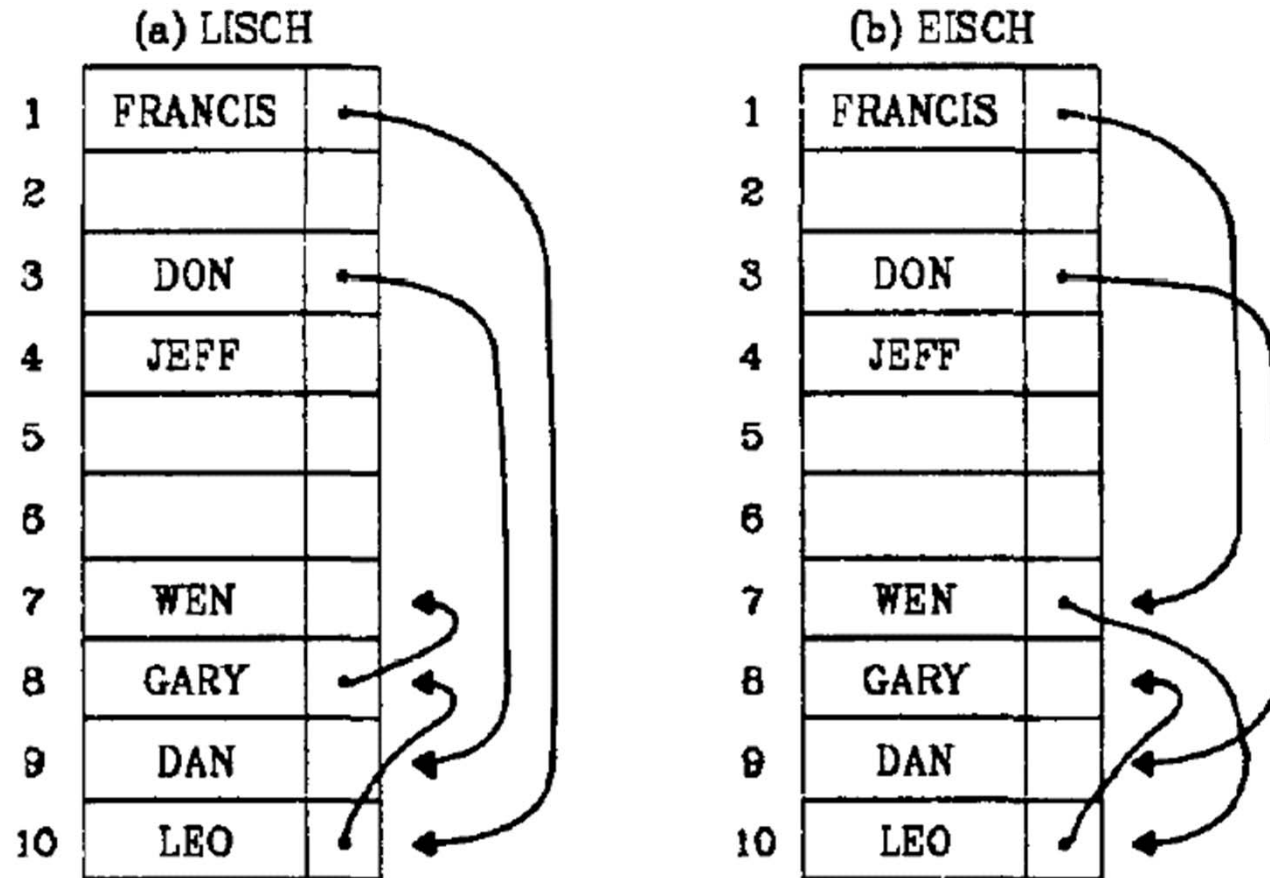 (a) LISCH
1 FRANCIS
2
3 DON
4 JEFF
5
6
7 WEN
8 GARY
9 DAN
10 LEO
(b) EISCH
1 FRANCIS
2
3 DON
4 JEFF
5
6
7 WEN
8 GARY
9 DAN
10 LEO